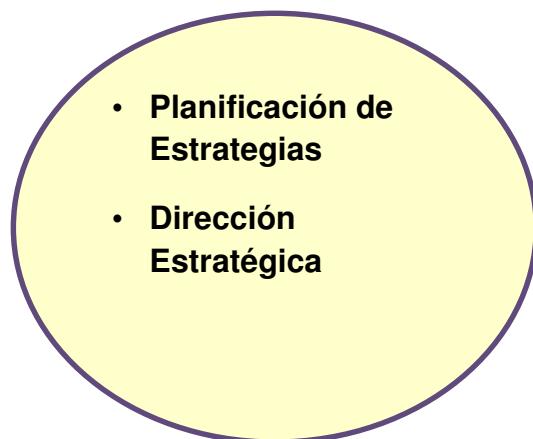 • Planificación de
Estrategias
• Dirección
Estratégica